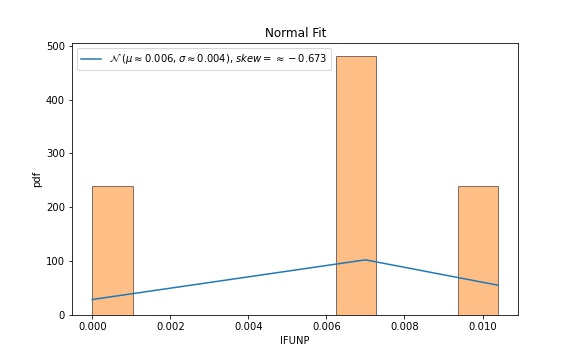 Normal Fit
𝒩(μ ≈ 0.006, σ ≈ 0.004), skew = ≈ −0.673
500
400
300
200
100
0
pdf
0.000 0.002 0.004 0.006 0.008 0.010
IFUNP